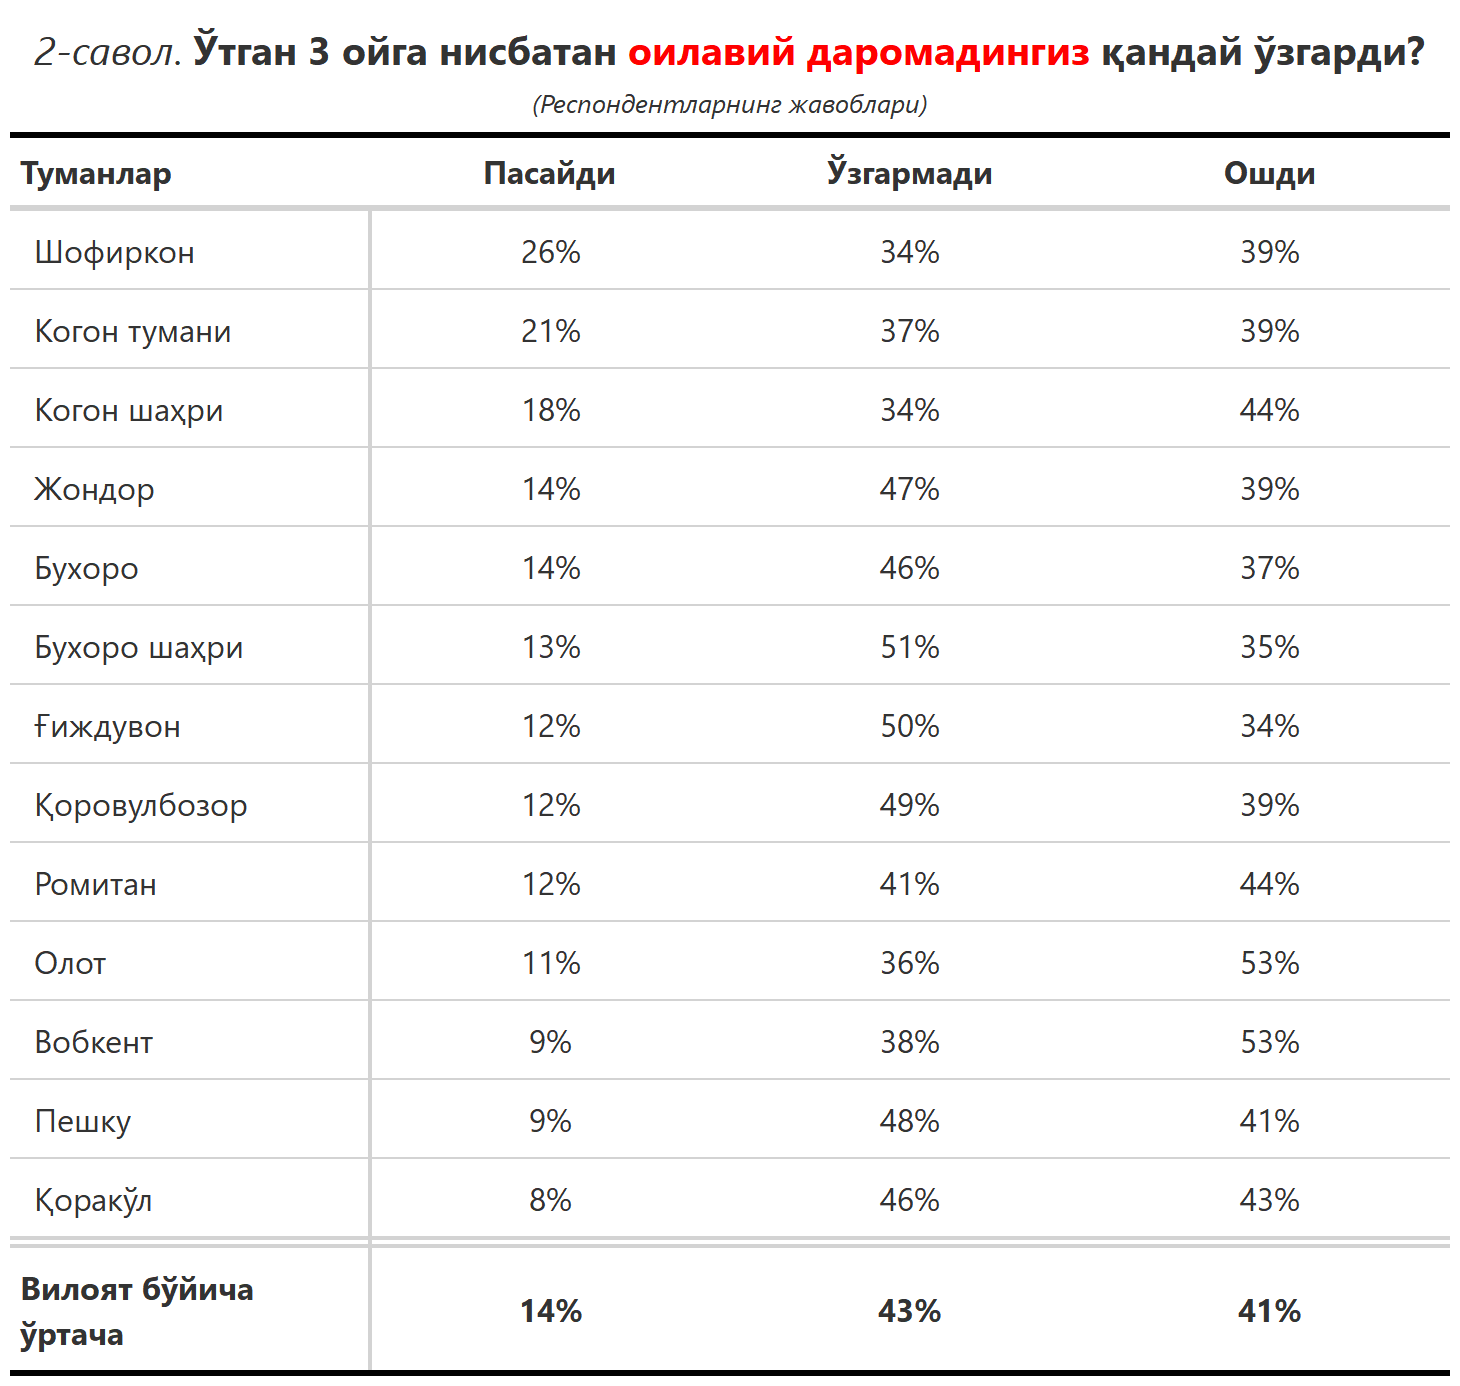 2-савол. Ўтган 3 ойга нисбатан оилавий даромадингиз қандай ўзгарди?
(Респондентларнинг жавоблари)
Туманлар Пасайди Ўзгармади Ошди
Шофиркон 26% 34% 39%
Когон тумани 21% 37% 39%
Когон шаҳри 18% 34% 44%
Жондор 14% 47% 39%
Бухоро 14% 46% 37%
Бухоро шаҳри 13% 51% 35%
Ғиждувон 12% 50% 34%
Қоровулбозор 12% 49% 39%
Ромитан 12% 41% 44%
Олот 11% 36% 53%
Вобкент 9% 38% 53%
Пешку 9% 48% 41%
Қоракўл 8% 46% 43%
Вилоят бўйича
ўртача 14% 43% 41%